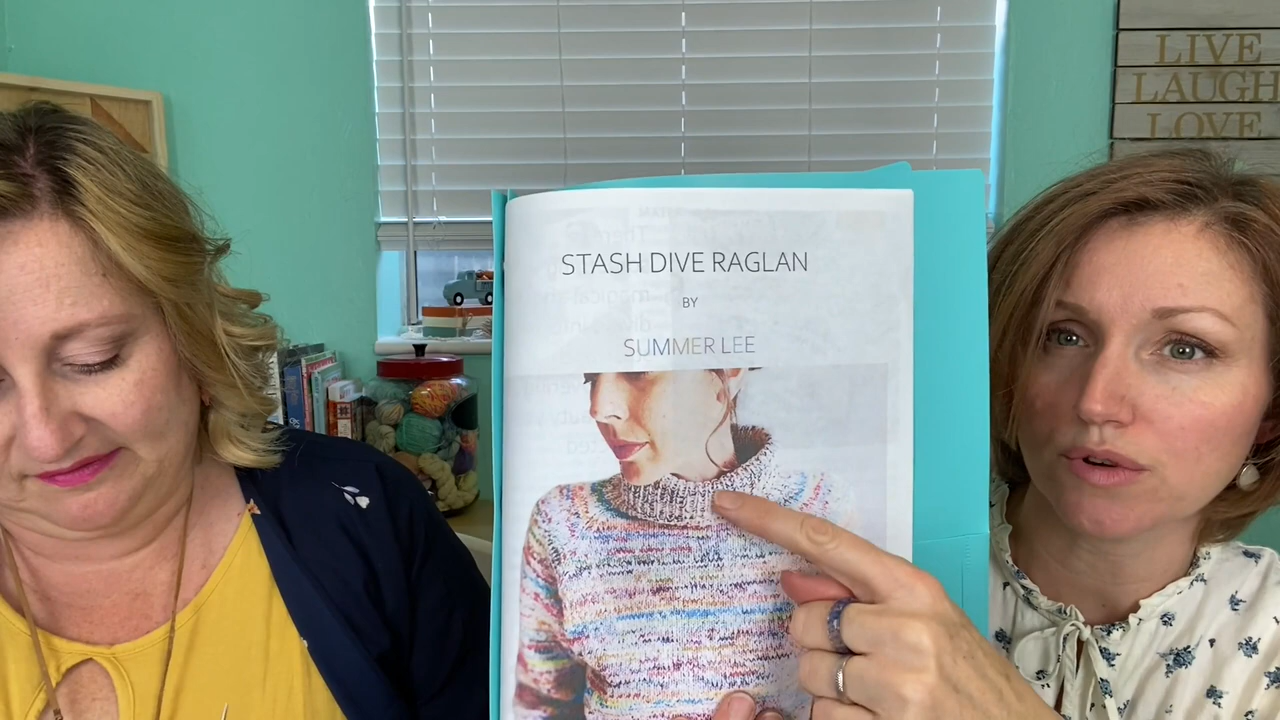 LIVE
LAUGH
LOVE
STASH DIVE RAGLAN
BY
SUMMER LEE